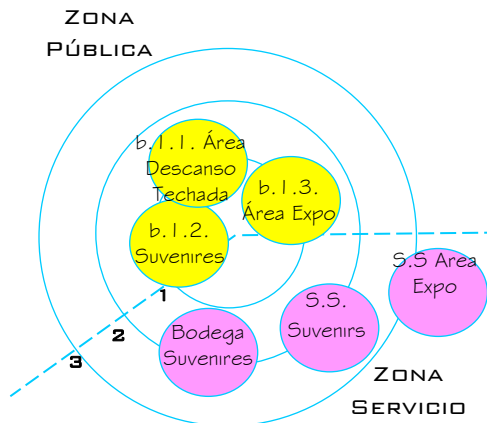 ZONA
PÚBLICA
b.1.1. Área
Descanso
Techada
b.1.3.
Área Expo
b.1.2.
Suvenires
S.S Area
Expo
1
S.S.
Suvenirs
2
Bodega
Suvenires
3
ZONA
SERVICIO